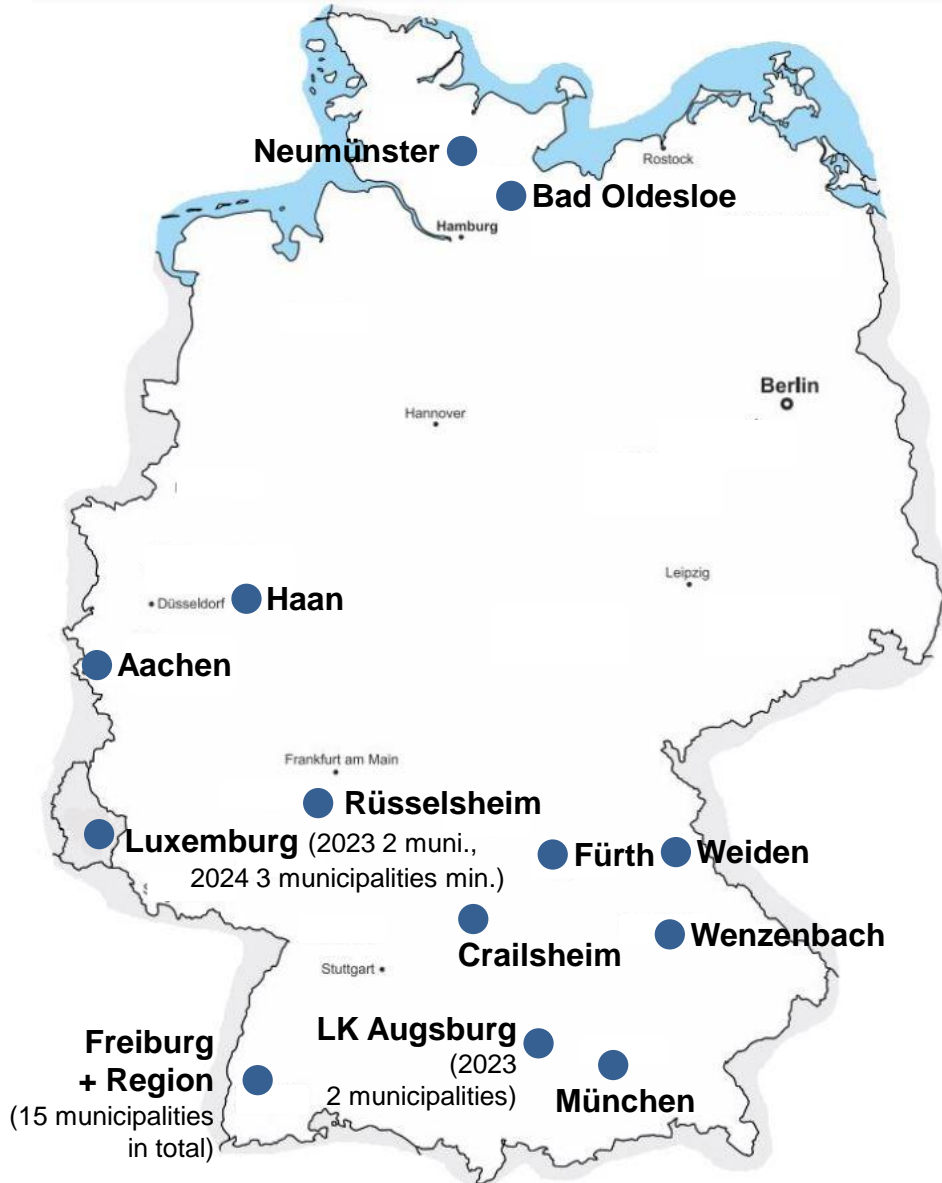 Neumünster
Rostock
Bad Oldesloe
Hamburg
Berlin
Hannover
Leipzig
Düsseldorf
Haan
Aachen
Frankfurt am Main
Rüsselsheim
Luxemburg (2023 2 muni.,
2024 3 municipalities min.)
Fürth
Weiden
Crailsheim
Wenzenbach
Stuttgart
LK Augsburg
(2023
2 municipalities)
München
Freiburg
+ Region
(15 municipalities
in total)